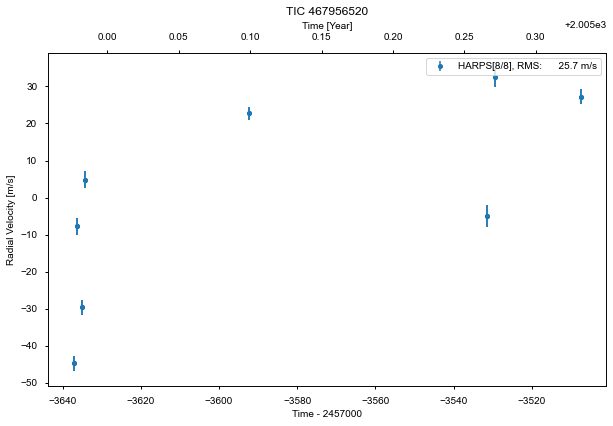 TIC 467956520
Time [Year]
+2.005e3
0.00 0.05 0.10 0.15 0.20 0.25 0.30
HARPS[8/8], RMS: 25.7 m/s
30
20
10
0
−10
−20
−30
−40
−50
Radial Velocity [m/s]
−3640 −3620 −3600 −3580 −3560 −3540 −3520
Time - 2457000